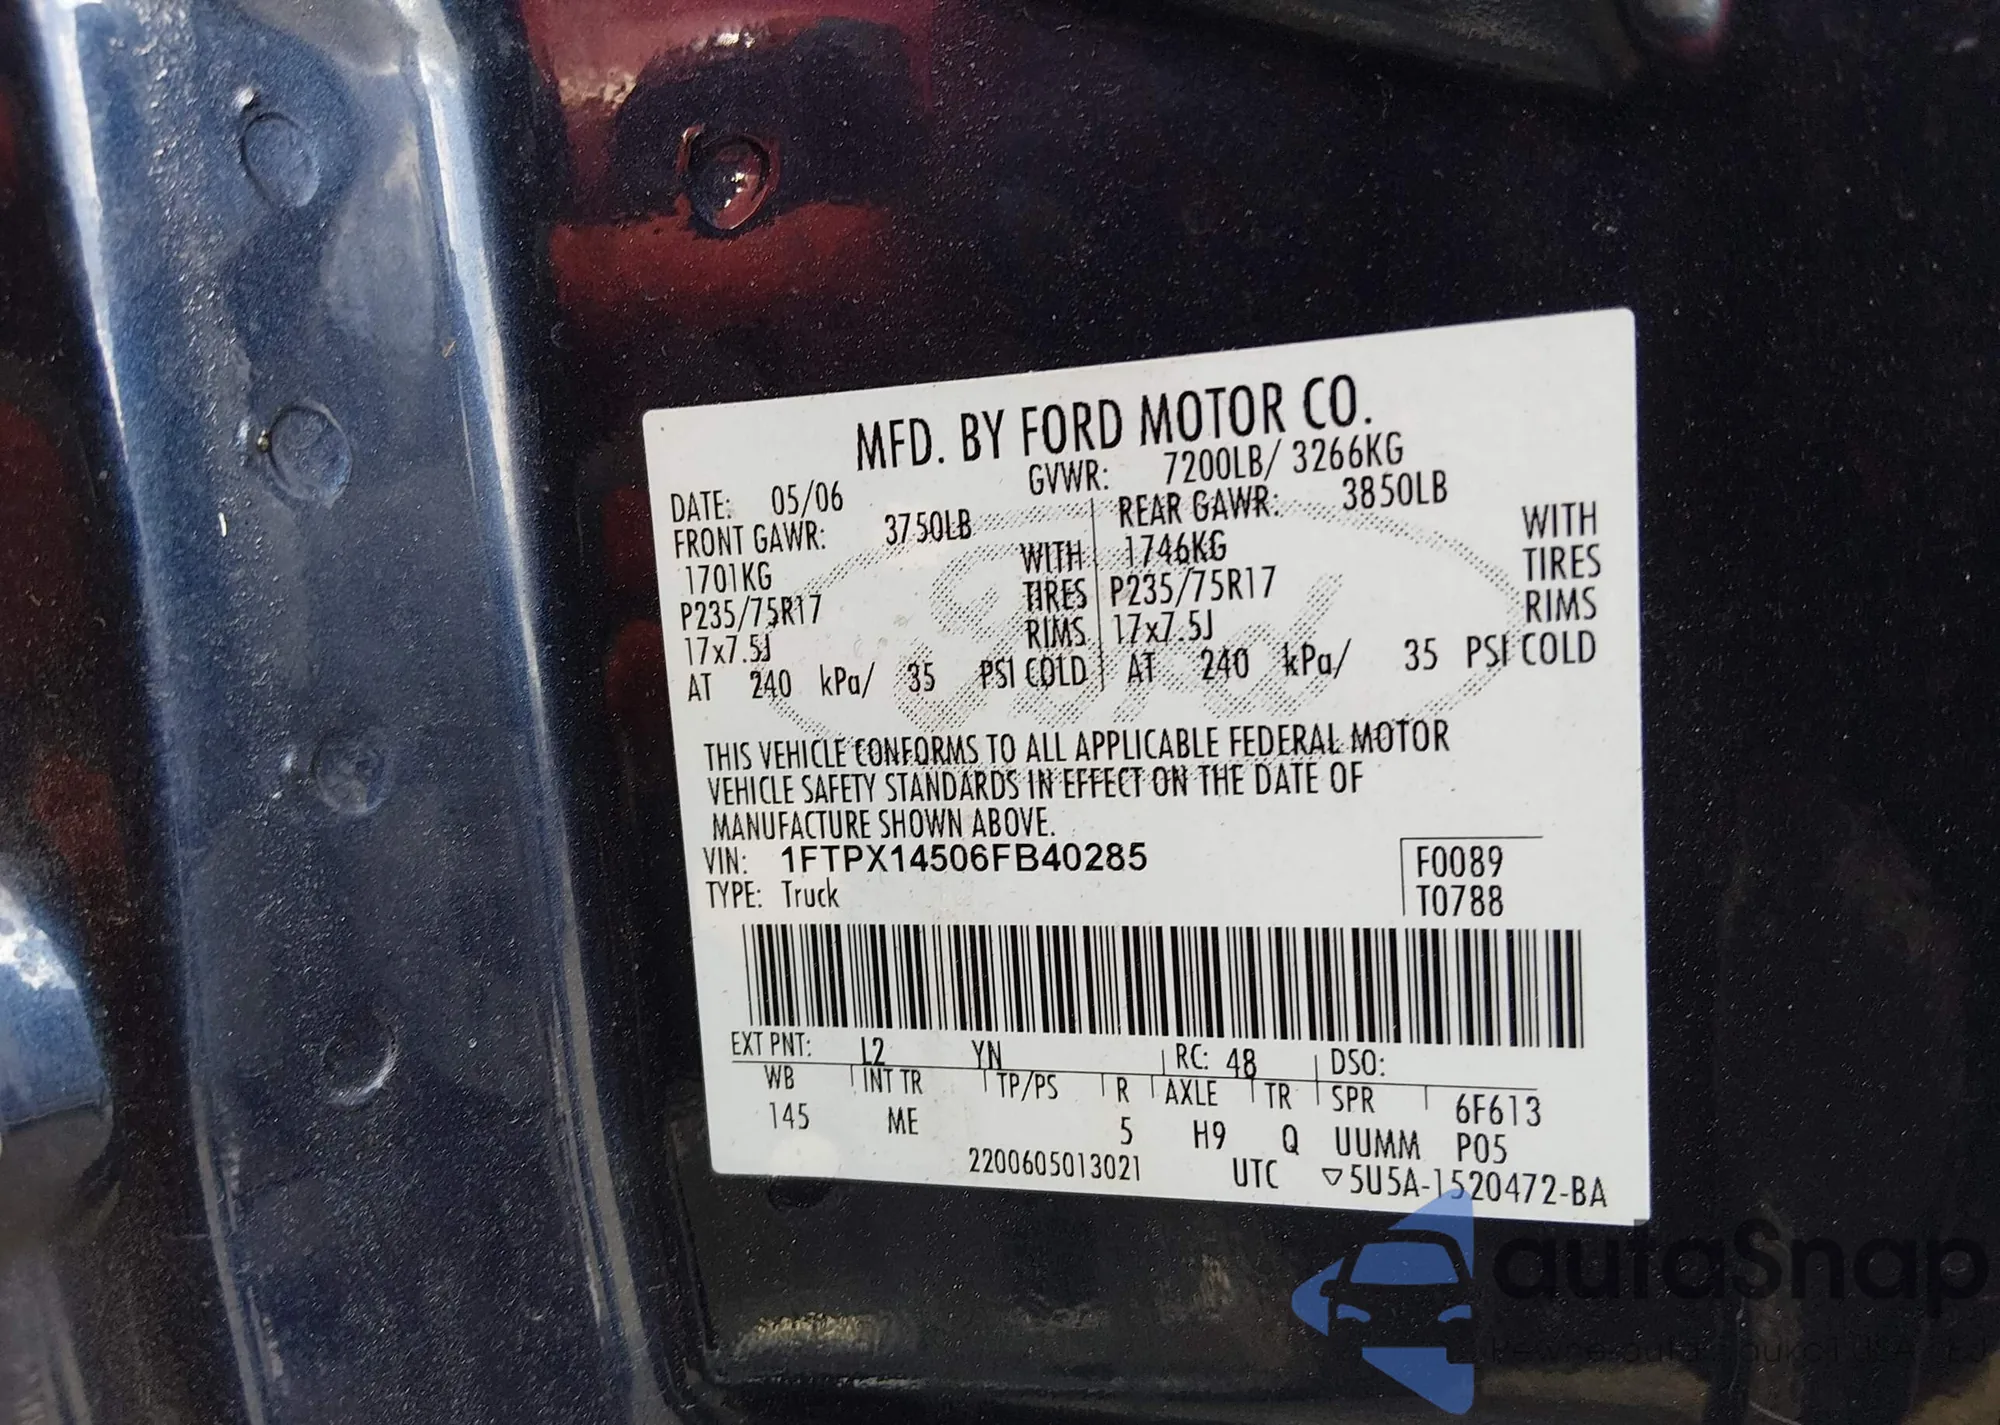 MFD. BY FORD MOTOR CO.
DATE: 05/06 GVWR: 7200LB/ 3266KG
FRONT GAWR: 3750LB REAR GAWR: 3850LB
1701KG WITH 1746KG WITH
P235/75R17 TIRES P235/75R17 TIRES
17x7.5J RIMS 17x7.5J RIMS
AT 240 kPa/ 35 PSI COLD AT 240 kPa/ 35 PSI COLD
THIS VEHICLE CONFORMS TO ALL APPLICABLE FEDERAL MOTOR
VEHICLE SAFETY STANDARDS IN EFFECT ON THE DATE OF
MANUFACTURE SHOWN ABOVE.
VIN: 1FTPX14506FB40285 F0089
TYPE: Truck T0788
EXT PNT: L2 YN RC: 48 DSO:
WB INT TR TP/PS R AXLE TR SPR 6F613
145 ME 5 H9 Q UUMM P05
2200605013021 UTC ▽5U5A-1520472-BA
autaSnap